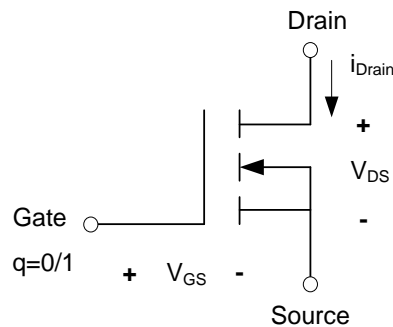 Drain
iDrain
+
VDS
-
Gate
q=0/1
+ VGS -
Source